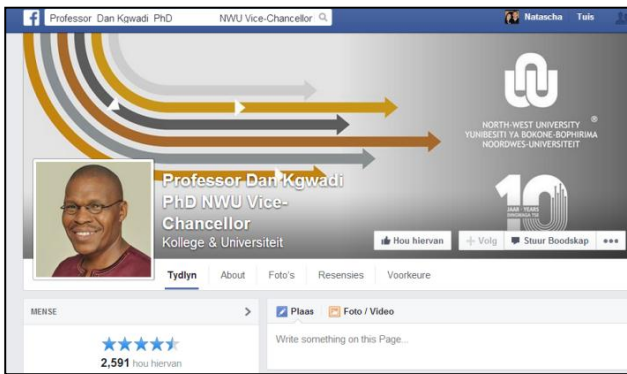 Professor Dan Kgwadi PhD NWU Vice-Chancellor
Natascha Tuis
NORTH-WEST UNIVERSITY ®
YUNIBESITI YA BOKONE-BOPHIRIMA
NOORDWES-UNIVERSITEIT
10
JAAR · YEARS
Professor Dan Kgwadi
PhD NWU Vice-
Chancellor
Kollege & Universiteit
Hou hiervan
Volg
Stuur Boodskap
Tydlyn About Foto's Resensies Voorkeure
MENSE
Plaas Foto / Video
Write something on this Page...
2,591 hou hiervan